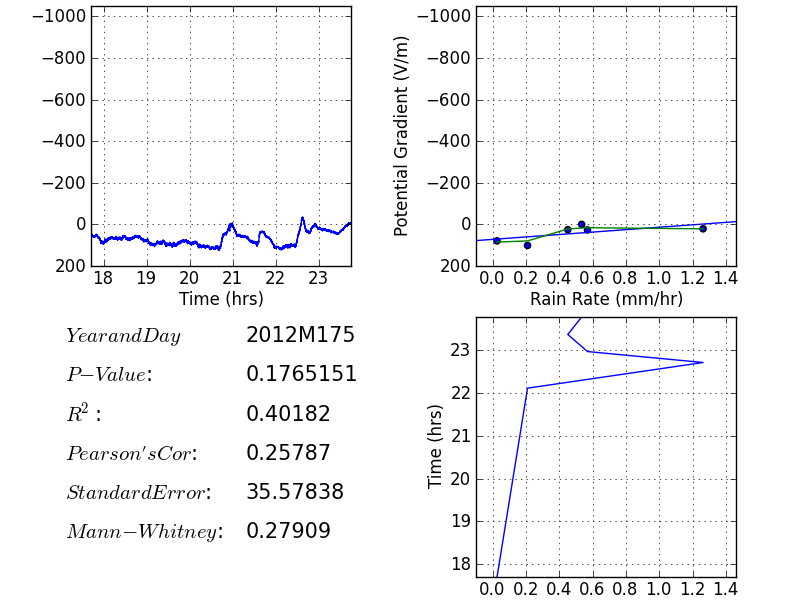 −1000
−800
−600
−400
−200
0
200
18 19 20 21 22 23
Time (hrs)
Potential Gradient (V/m)
−1000
−800
−600
−400
−200
0
200
0.0 0.2 0.4 0.6 0.8 1.0 1.2 1.4
Rain Rate (mm/hr)
YearandDay 2012M175
P−Value: 0.1765151
R²: 0.40182
Pearson'sCor: 0.25787
StandardError: 35.57838
Mann−Whitney: 0.27909
Time (hrs)
23
22
21
20
19
18
0.0 0.2 0.4 0.6 0.8 1.0 1.2 1.4